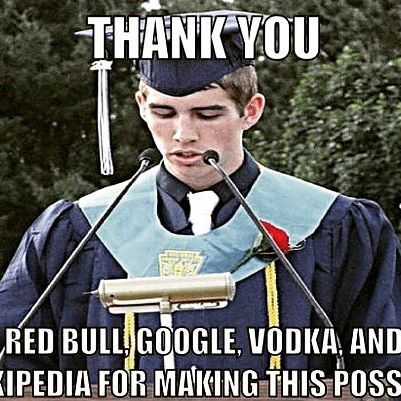 THANK YOU
RED BULL, GOOGLE, VODKA, AND
KIPEDIA FOR MAKING THIS POSS